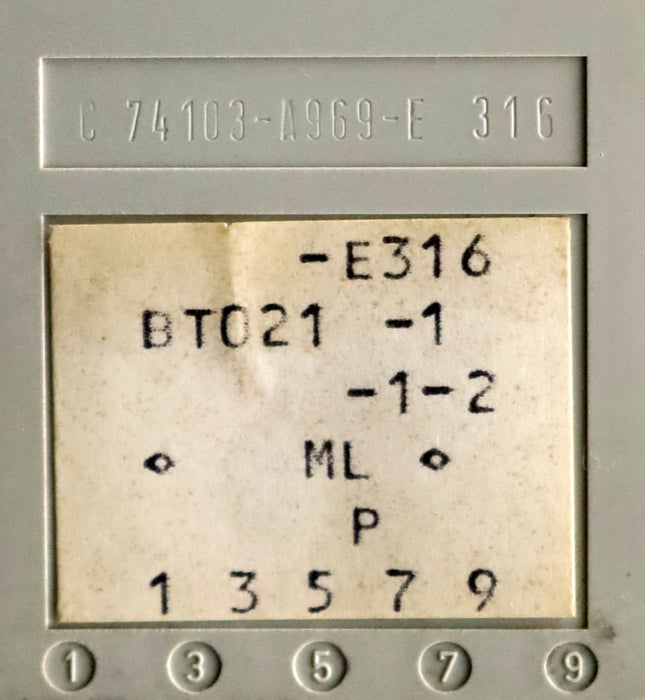 C 74103-A969-E 316
-E316
BT021 -1
-1-2
◇ ML ◇
P
1 3 5 7 9
1 3 5 7 9